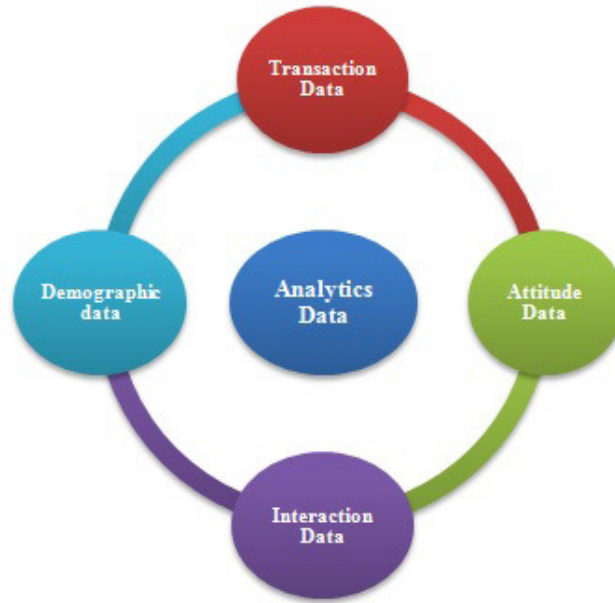 Transaction
Data
Demographic
data
Analytics
Data
Attitude
Data
Interaction
Data